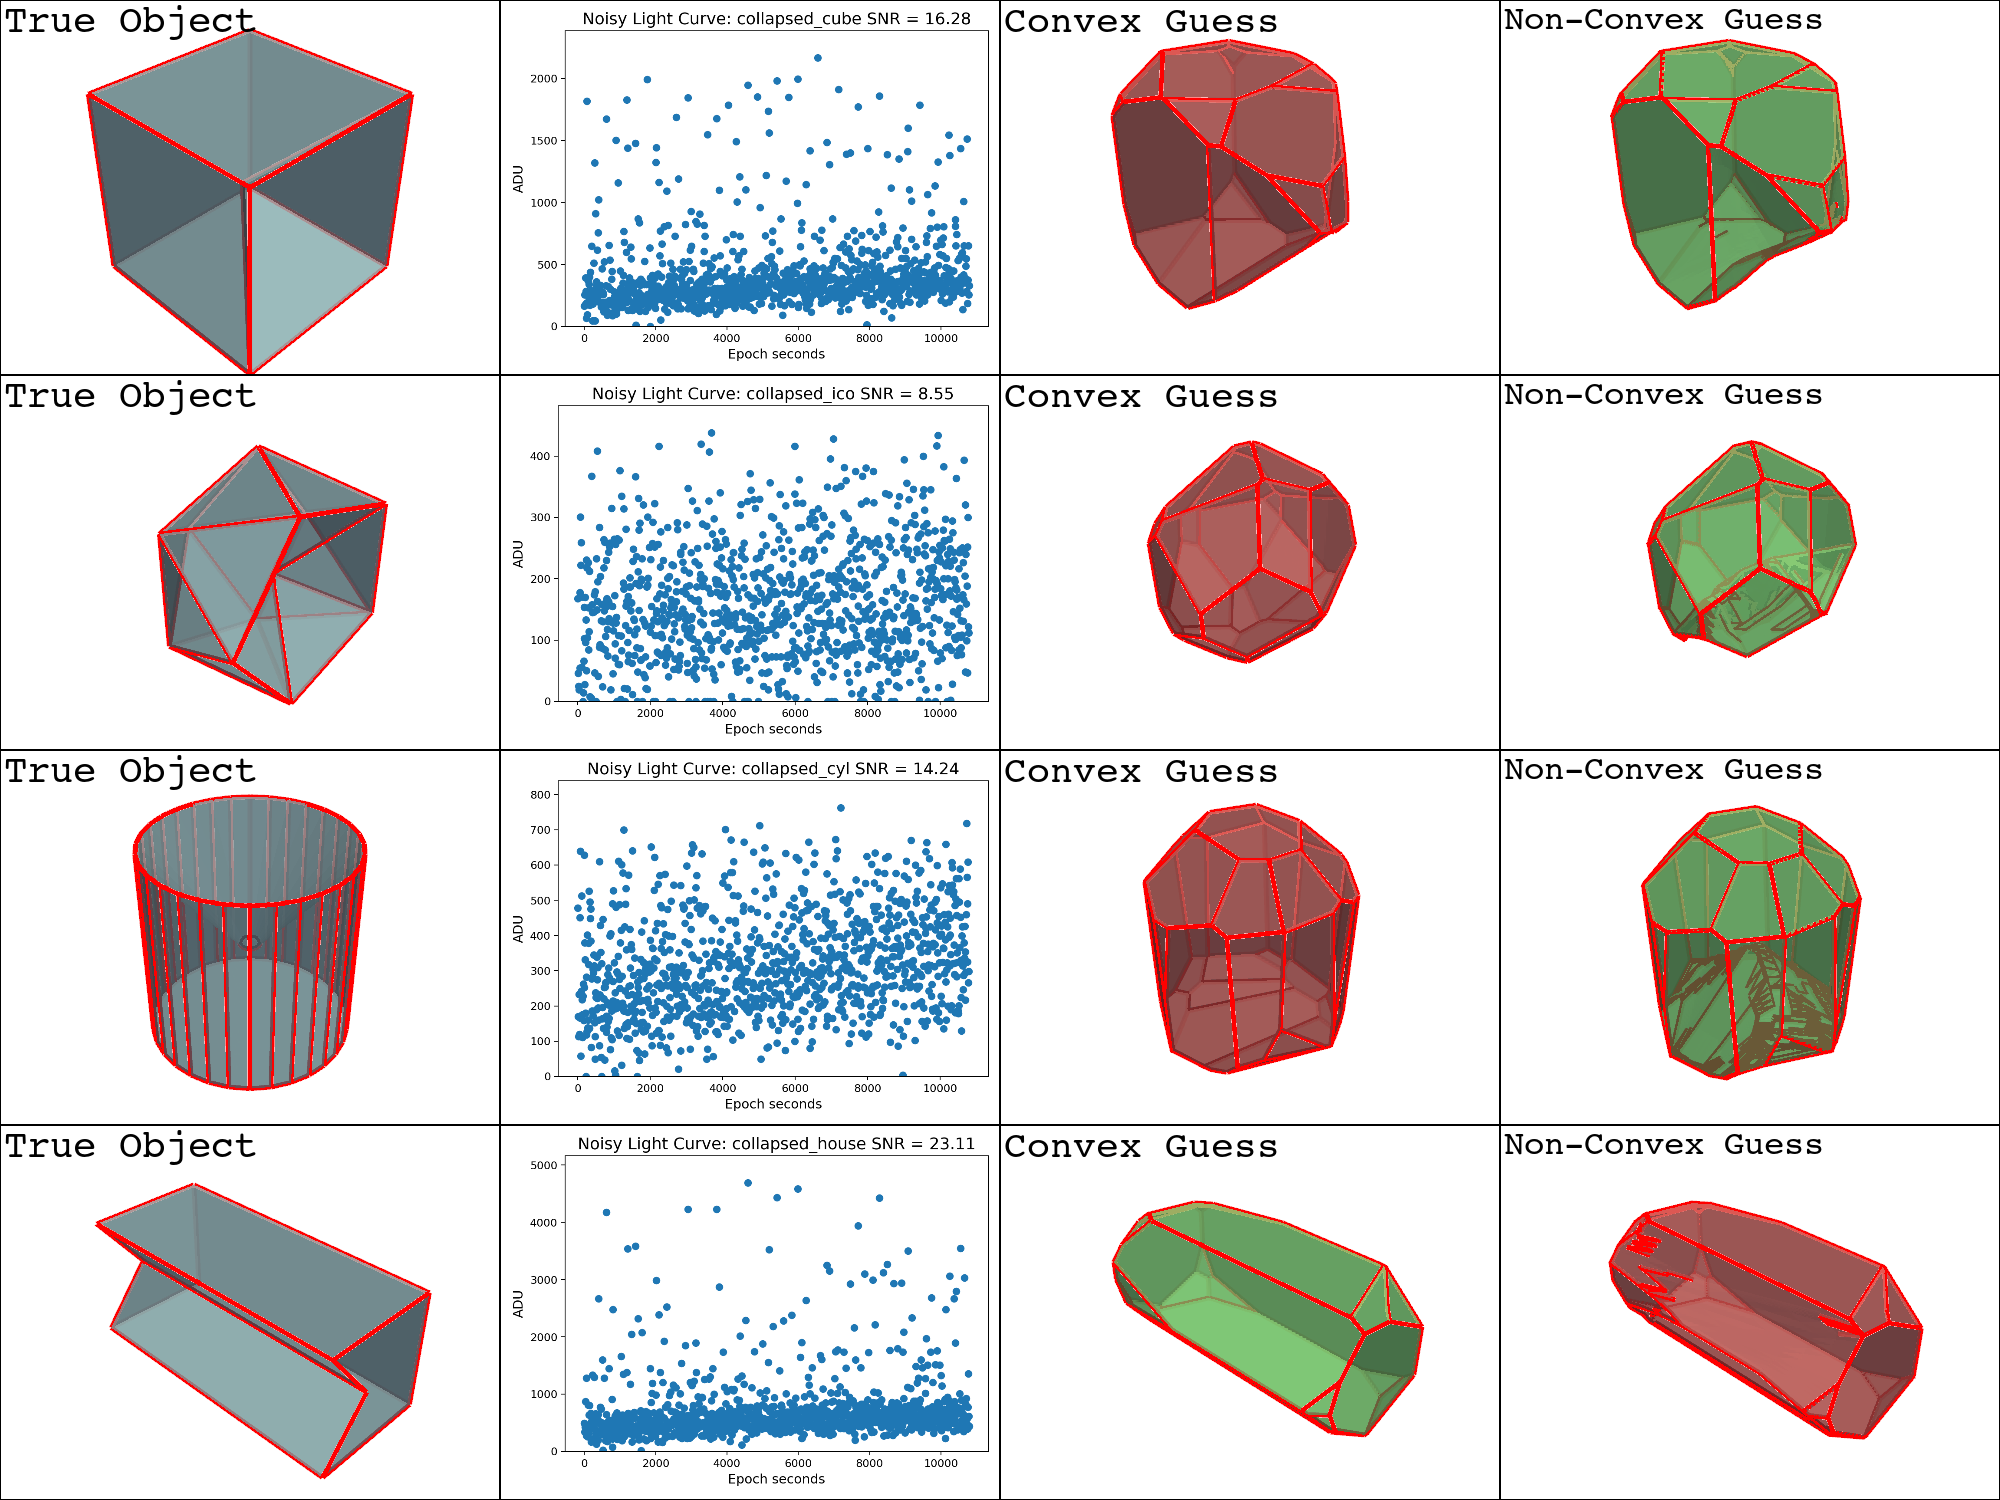 True Object
Noisy Light Curve: collapsed_cube SNR = 16.28
2000
1500
1000
500
0
ADU
0 2000 4000 6000 8000 10000
Epoch seconds
Convex Guess
Non-Convex Guess
True Object
Noisy Light Curve: collapsed_ico SNR = 8.55
400
300
200
100
0
ADU
0 2000 4000 6000 8000 10000
Epoch seconds
Convex Guess
Non-Convex Guess
True Object
Noisy Light Curve: collapsed_cyl SNR = 14.24
800
700
600
500
400
300
200
100
0
ADU
0 2000 4000 6000 8000 10000
Epoch seconds
Convex Guess
Non-Convex Guess
True Object
Noisy Light Curve: collapsed_house SNR = 23.11
5000
4000
3000
2000
1000
0
ADU
0 2000 4000 6000 8000 10000
Epoch seconds
Convex Guess
Non-Convex Guess